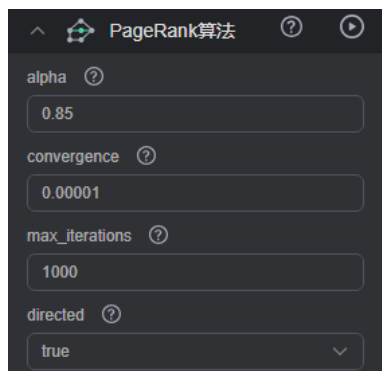 PageRank算法
alpha
0.85
convergence
0.00001
max_iterations
1000
directed
true